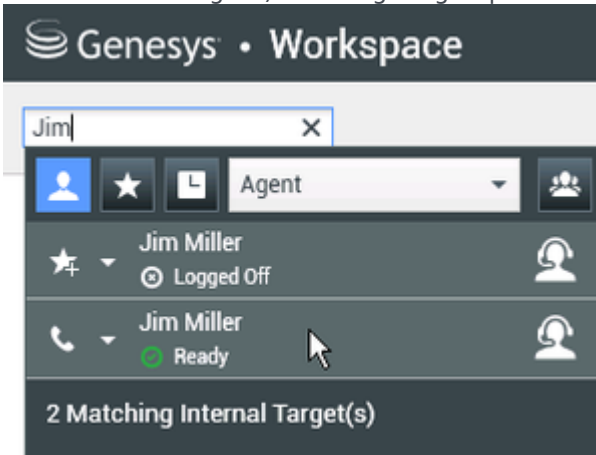 Genesys • Workspace
Jim
Agent
Jim Miller
Logged Off
Jim Miller
Ready
2 Matching Internal Target(s)